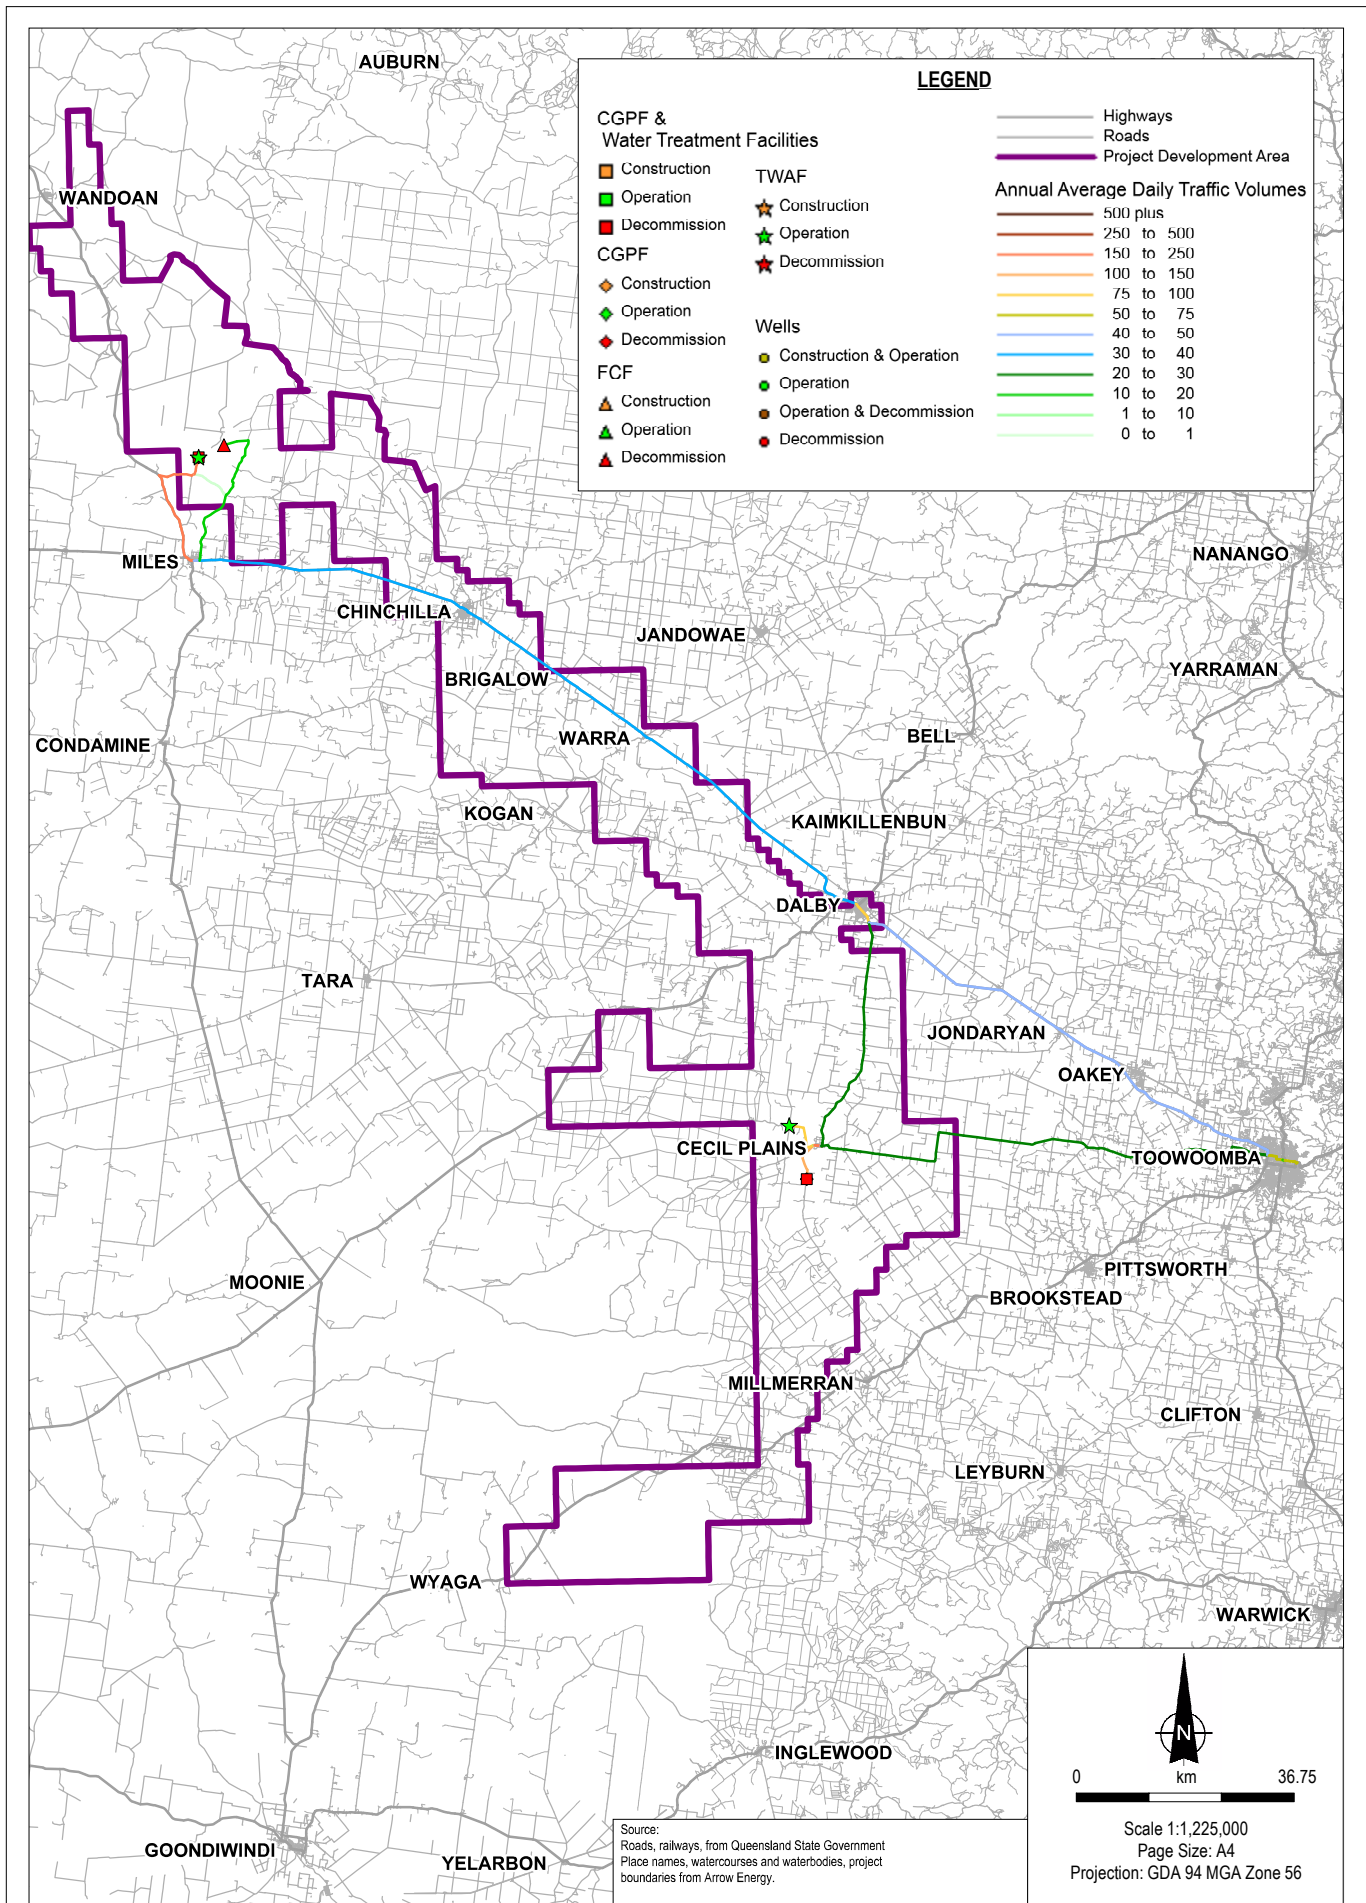 AUBURN
LEGEND
CGPF &
Water Treatment Facilities
Construction
Operation
Decommission
CGPF
Construction
Operation
Decommission
FCF
Construction
Operation
Decommission
TWAF
Construction
Operation
Decommission
Wells
Construction & Operation
Operation
Operation & Decommission
Decommission
Highways
Roads
Project Development Area
Annual Average Daily Traffic Volumes
500 plus
250 to 500
150 to 250
100 to 150
75 to 100
50 to 75
40 to 50
30 to 40
20 to 30
10 to 20
1 to 10
0 to 1
WANDOAN
NANANGO
MILES
CHINCHILLA
JANDOWAE
YARRAMAN
BRIGALOW
WARRA
BELL
CONDAMINE
KOGAN
KAIMKILLENBUN
DALBY
TARA
JONDARYAN
OAKEY
CECIL PLAINS
TOOWOOMBA
MOONIE
PITTSWORTH
BROOKSTEAD
MILLMERRAN
CLIFTON
LEYBURN
WYAGA
WARWICK
INGLEWOOD
GOONDIWINDI
YELARBON
N
0 km 36.75
Scale 1:1,225,000
Page Size: A4
Projection: GDA 94 MGA Zone 56
Source:
Roads, railways, from Queensland State Government
Place names, watercourses and waterbodies, project
boundaries from Arrow Energy.